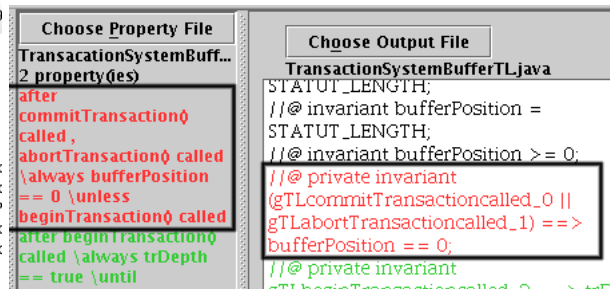 Choose Property File
TransacationSystemBuff...
2 property(ies)
after
commitTransaction()
called ,
abortTransaction() called
\always bufferPosition
== 0 \unless
beginTransaction() called
after beginTransaction()
called \always trDepth
== true \until
Choose Output File
TransactionSystemBufferTL.java
STATUT_LENGTH;
//@ invariant bufferPosition =
STATUT_LENGTH;
//@ invariant bufferPosition >= 0;
//@ private invariant
(gTLcommitTransactioncalled_0 ||
gTLabortTransactioncalled_1) ==>
bufferPosition == 0;
//@ private invariant